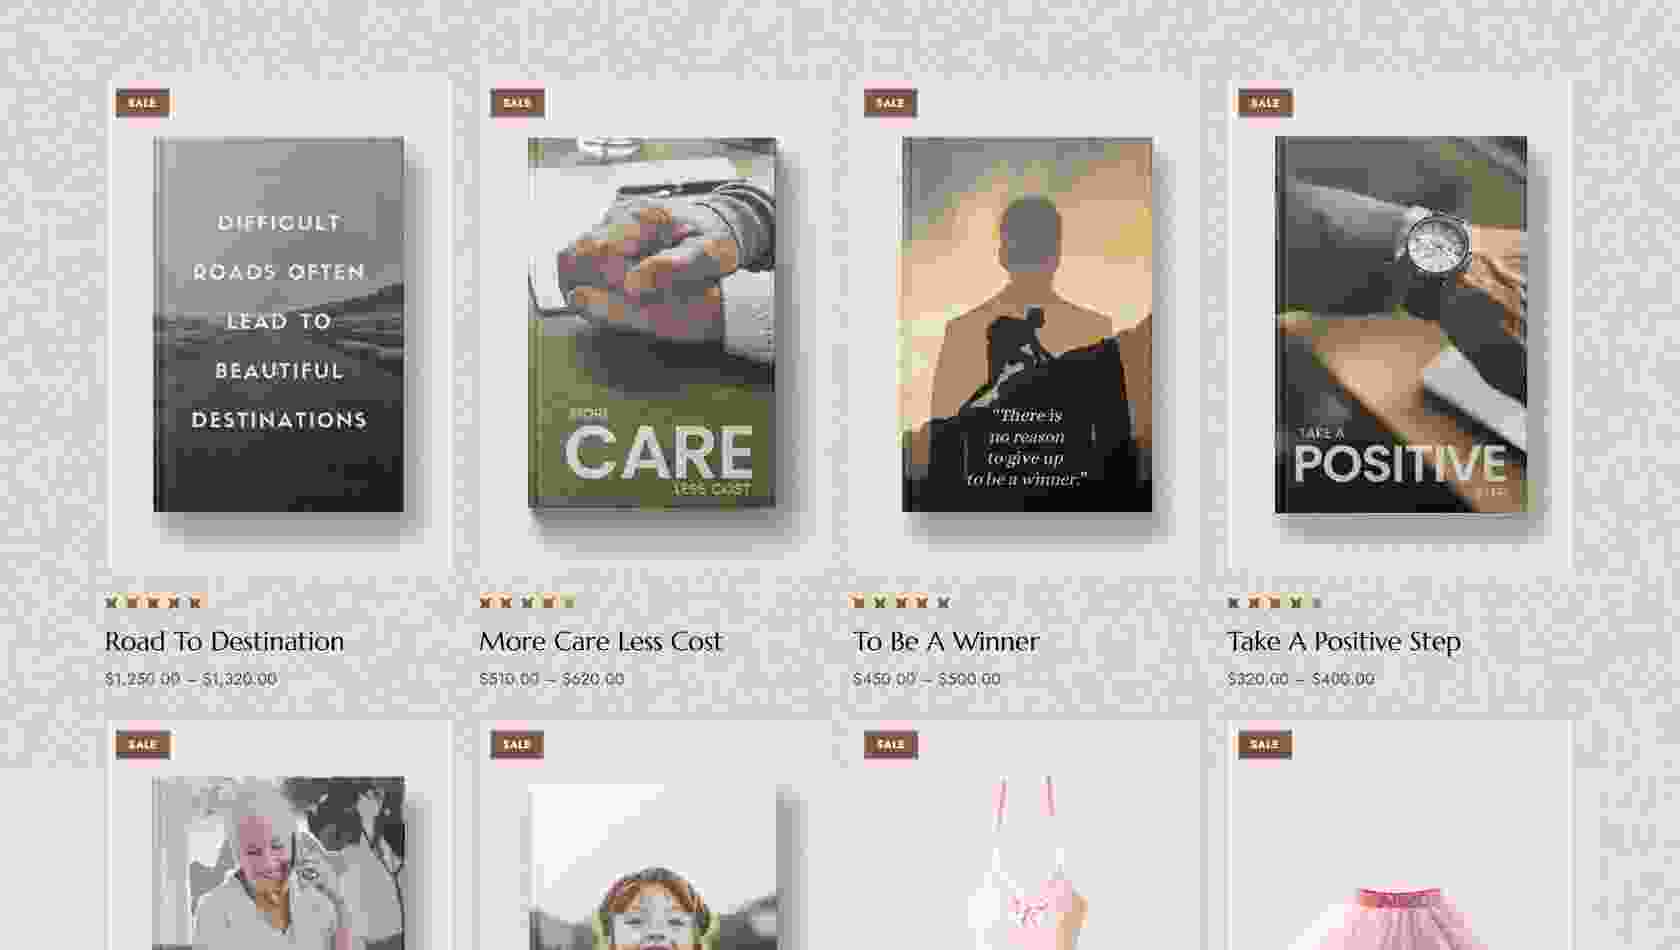 SALE
SALE
SALE
SALE
DIFFICULT
ROADS OFTEN
LEAD TO
BEAUTIFUL
DESTINATIONS
MORE
CARE
LESS COST
"There is
no reason
to give up
to be a winner."
TAKE A
POSITIVE
Road To Destination
More Care Less Cost
To Be A Winner
Take A Positive Step
$1,250.00 – $1,320.00
$510.00 – $620.00
$450.00 – $500.00
$320.00 – $400.00
SALE
SALE
SALE
SALE